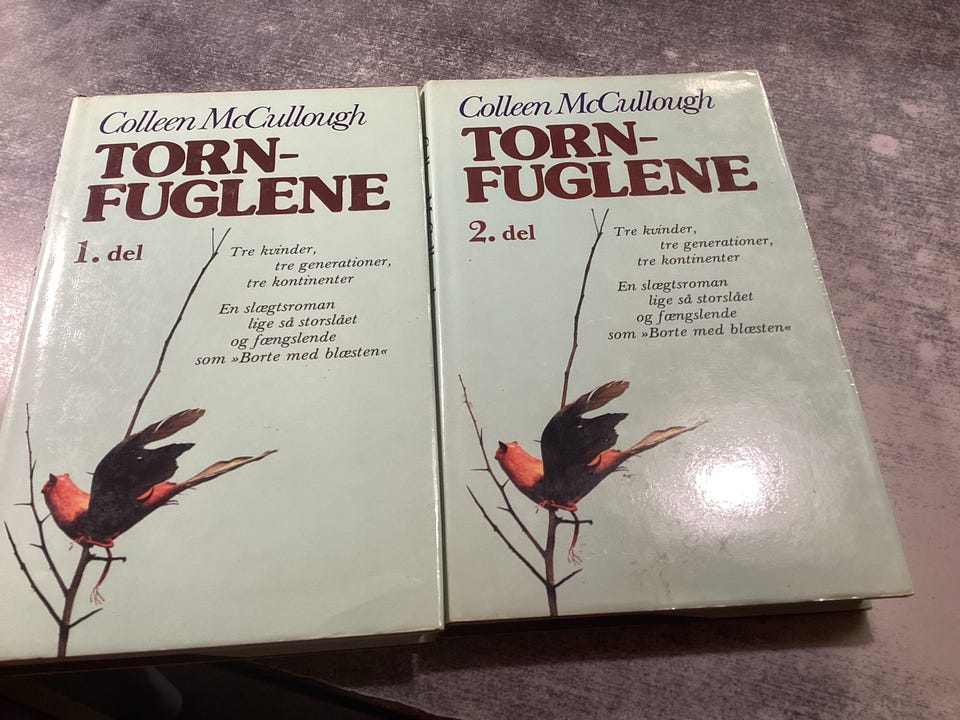 Colleen McCullough
TORN-
FUGLENE
1. del
Tre kvinder,
tre generationer,
tre kontinenter
En slægtsroman
lige så storslået
og fængslende
som »Borte med blæsten«
Colleen McCullough
TORN-
FUGLENE
2. del
Tre kvinder,
tre generationer,
tre kontinenter
En slægtsroman
lige så storslået
og fængslende
som »Borte med blæsten«